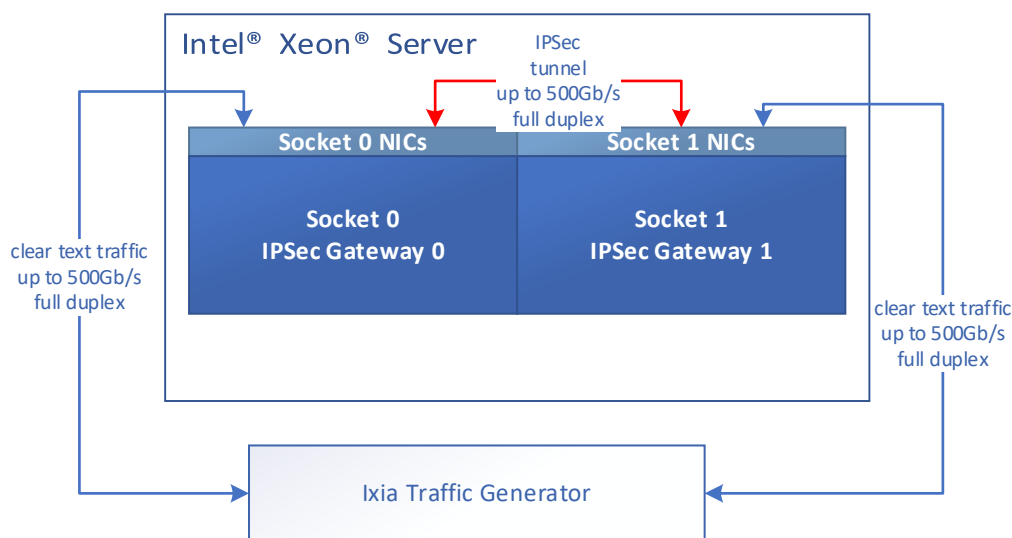 Intel® Xeon® Server
IPSec
tunnel
up to 500Gb/s
full duplex
Socket 0 NICs
Socket 1 NICs
Socket 0
IPSec Gateway 0
Socket 1
IPSec Gateway 1
clear text traffic
up to 500Gb/s
full duplex
clear text traffic
up to 500Gb/s
full duplex
Ixia Traffic Generator